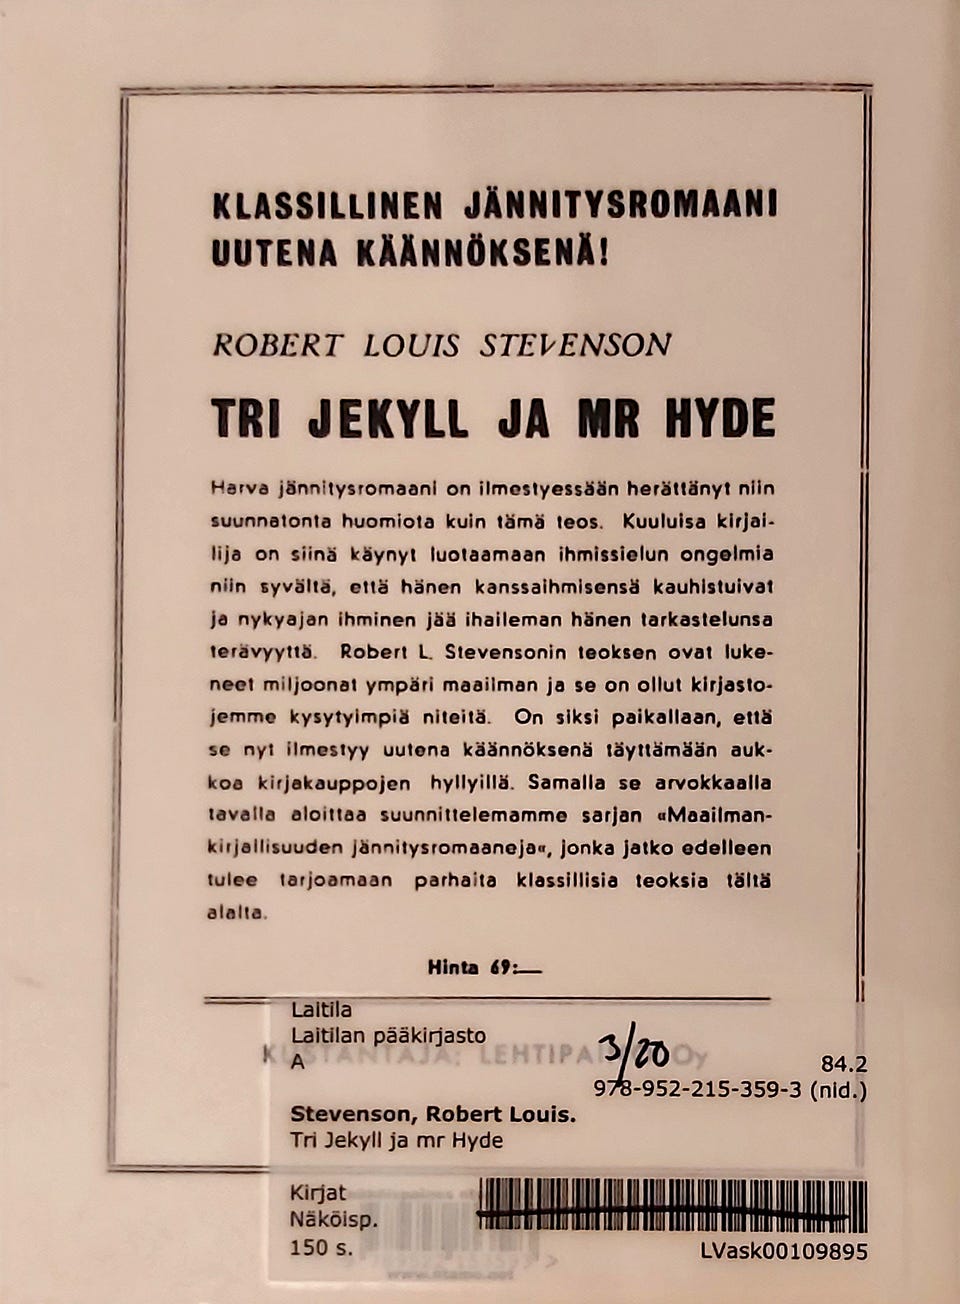 KLASSILLINEN JÄNNITYSROMAANI
UUTENA KÄÄNNÖKSENÄ!
ROBERT LOUIS STEVENSON
TRI JEKYLL JA MR HYDE
Harva jännitysromaani on ilmestyessään herättänyt niin
suunnatonta huomiota kuin tämä teos. Kuuluisa kirjai-
lija on siinä käynyt luotaamaan ihmissielun ongelmia
niin syvältä, että hänen kanssaihmisensä kauhistuivat
ja nykyajan ihminen jää ihaileman hänen tarkastelunsa
terävyyttä. Robert L. Stevensonin teoksen ovat luke-
neet miljoonat ympäri maailman ja se on ollut kirjasto-
jemme kysytyimpiä niteitä. On siksi paikallaan, että
se nyt ilmestyy uutena käännöksenä täyttämään auk-
koa kirjakauppojen hyllyillä. Samalla se arvokkaalla
tavalla aloittaa suunnittelemamme sarjan «Maailman-
kirjallisuuden jännitysromaaneja«, jonka jatko edelleen
tulee tarjoamaan parhaita klassillisia teoksia tältä
alalta.
Hinta 69:—
Laitila
Laitilan pääkirjasto
KUSTANTAJA: Oy
A 3/20 84.2
978-952-215-359-3 (nid.)
Stevenson, Robert Louis.
Tri Jekyll ja mr Hyde
Kirjat
Näköisp.
150 s.
LVask00109895
www.ntamo.net